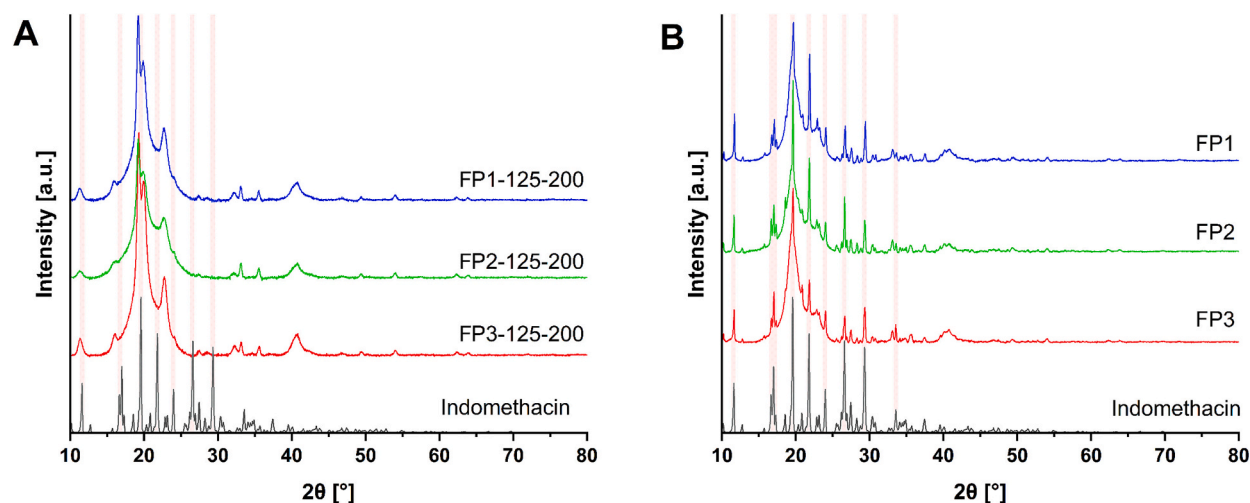 A
Intensity [a.u.]
FP1-125-200
FP2-125-200
FP3-125-200
Indomethacin
10 20 30 40 50 60 70 80
2θ [°]
B
Intensity [a.u.]
FP1
FP2
FP3
Indomethacin
10 20 30 40 50 60 70 80
2θ [°]